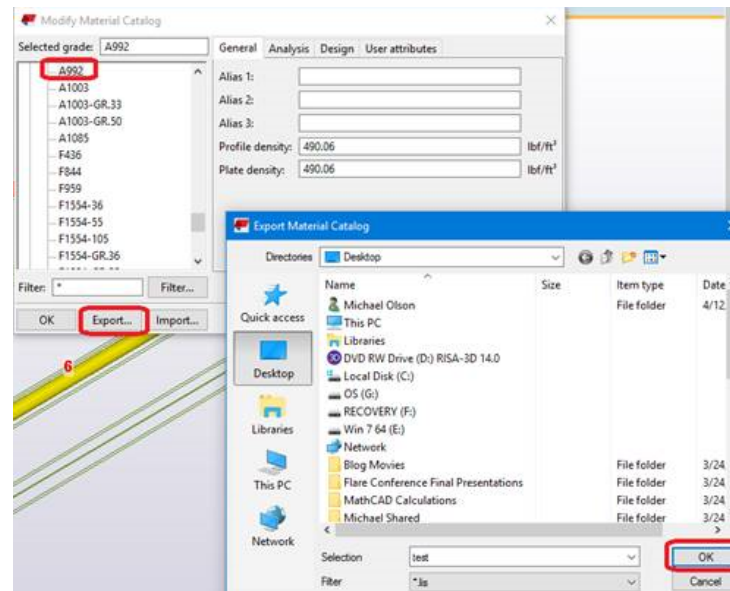 Modify Material Catalog
Selected grade: A992
General Analysis Design User attributes
A992
A1003
A1003-GR.33
A1003-GR.50
A1085
F436
F844
F959
F1554-36
F1554-55
F1554-105
F1554-GR.36
Alias 1:
Alias 2:
Alias 3:
Profile density: 490.06 lbf/ft³
Plate density: 490.06 lbf/ft³
Filter: * Filter...
OK Export... Import...
6
Export Material Catalog
Directories Desktop
Quick access
Desktop
Libraries
This PC
Network
Name Size Item type Date
Michael Olson File folder 4/12
This PC
Libraries
DVD RW Drive (D:) RISA-3D 14.0
Local Disk (C:)
OS (G:)
RECOVERY (F:)
Win 7 64 (E:)
Network
Blog Movies File folder 3/24
Flare Conference Final Presentations File folder 3/24
MathCAD Calculations File folder 3/24
Michael Shared File folder 3/24
Selection test OK
Filter *.lis Cancel